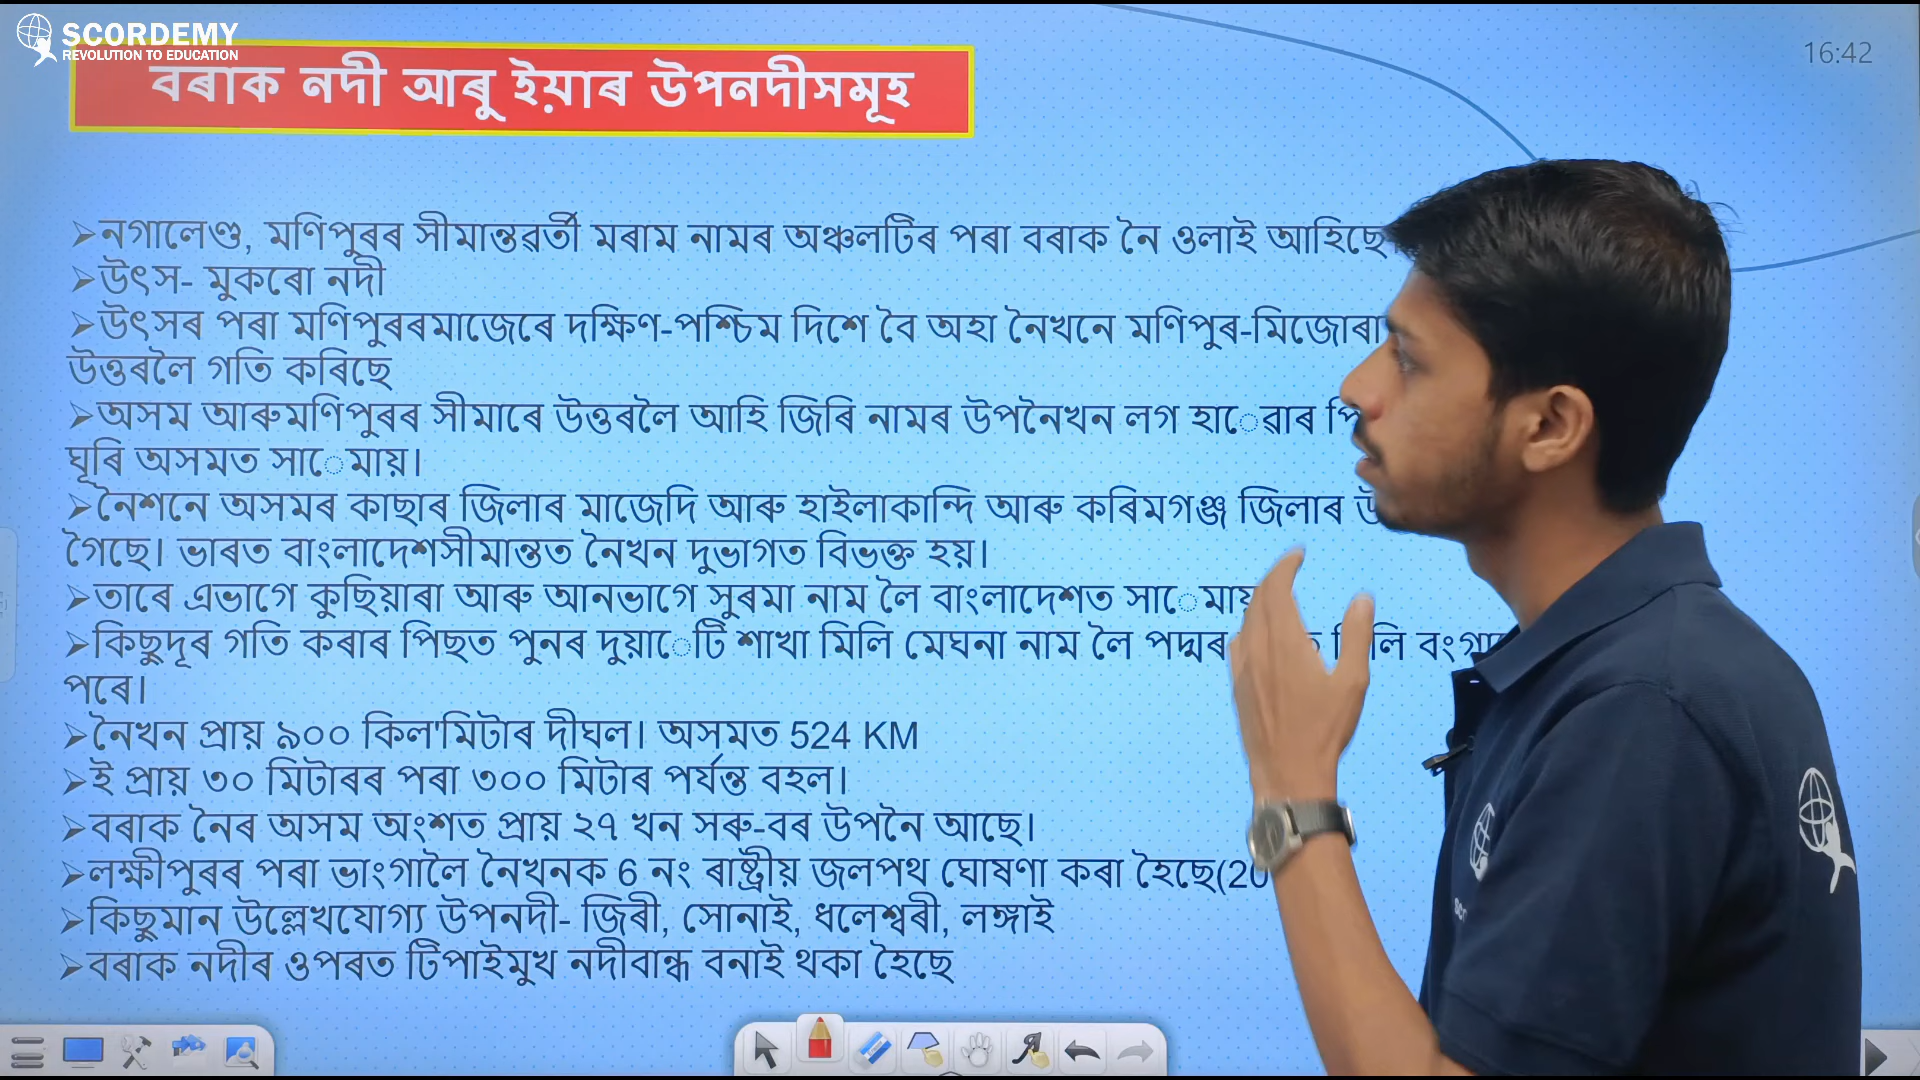 SCORDEMY
REVOLUTION TO EDUCATION
16:42
বৰাক নদী আৰু ইয়াৰ উপনদীসমূহ
➢নগালেণ্ড, মণিপুৰৰ সীমান্তৱৰ্তী মৰাম নামৰ অঞ্চলটিৰ পৰা বৰাক নৈ ওলাই আহিছে
➢উৎস- মুকৰো নদী
➢উৎসৰ পৰা মণিপুৰৰমাজেৰে দক্ষিণ-পশ্চিম দিশে বৈ অহা নৈখনে মণিপুৰ-মিজোৰা
উত্তৰলৈ গতি কৰিছে
➢অসম আৰুমণিপুৰৰ সীমাৰে উত্তৰলৈ আহি জিৰি নামৰ উপনৈখন লগ হােৱাৰ পি
ঘূৰি অসমত সােমায়।
➢নৈশনে অসমৰ কাছাৰ জিলাৰ মাজেদি আৰু হাইলাকান্দি আৰু কৰিমগঞ্জ জিলাৰ উ
গৈছে। ভাৰত বাংলাদেশসীমান্তত নৈখন দুভাগত বিভক্ত হয়।
➢তাৰে এভাগে কুছিয়াৰা আৰু আনভাগে সুৰমা নাম লৈ বাংলাদেশত সােমায়
➢কিছুদূৰ গতি কৰাৰ পিছত পুনৰ দুয়ােটি শাখা মিলি মেঘনা নাম লৈ পদ্মৰ বংগা
পৰে।
➢নৈখন প্ৰায় ৯০০ কিল'মিটাৰ দীঘল। অসমত 524 KM
➢ই প্ৰায় ৩০ মিটাৰৰ পৰা ৩০০ মিটাৰ পৰ্যন্ত বহল।
➢বৰাক নৈৰ অসম অংশত প্ৰায় ২৭ খন সৰু-বৰ উপনৈ আছে।
➢লক্ষীপুৰৰ পৰা ভাংগালৈ নৈখনক 6 নং ৰাষ্ট্ৰীয় জলপথ ঘোষণা কৰা হৈছে(20
➢কিছুমান উল্লেখযোগ্য উপনদী- জিৰী, সোনাই, ধলেশ্বৰী, লঙ্গাই
➢বৰাক নদীৰ ওপৰত টিপাইমুখ নদীবান্ধ বনাই থকা হৈছে